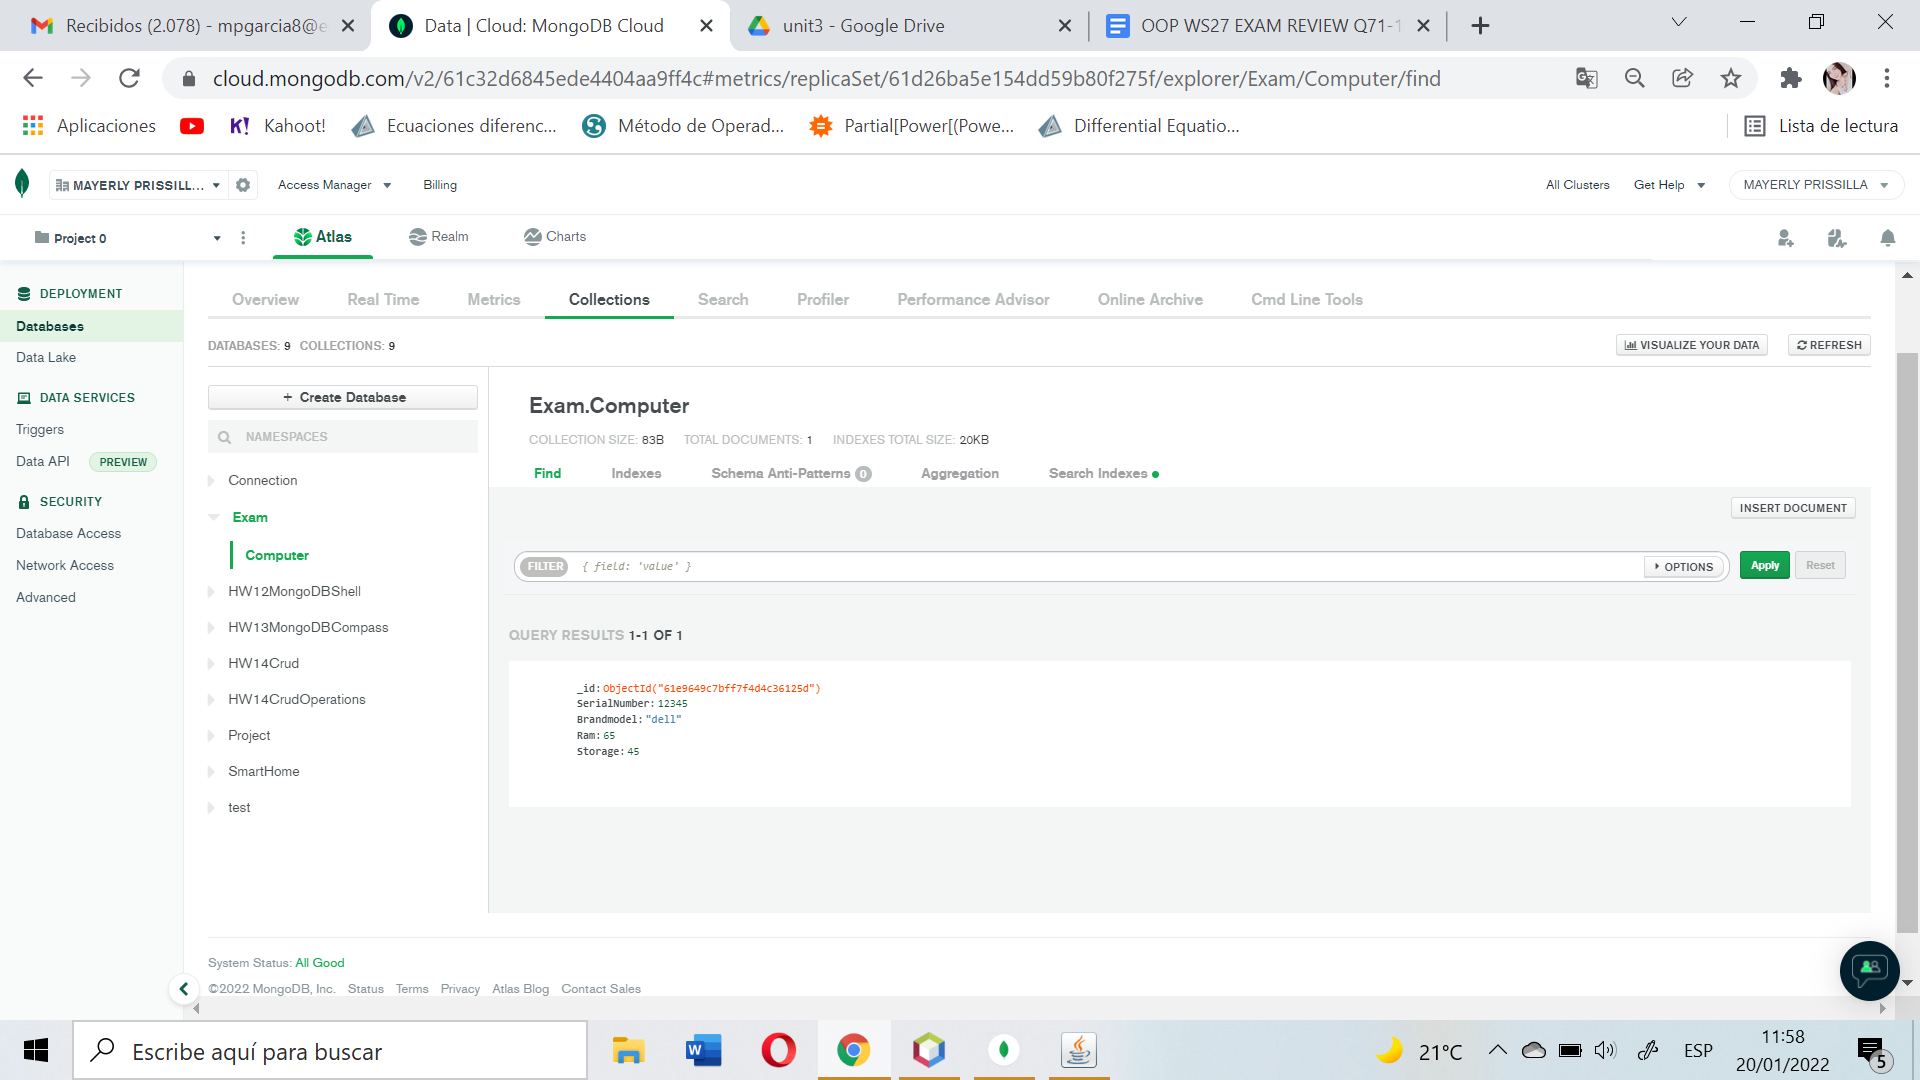 Recibidos (2.078) - mpgarcia8@e
Data | Cloud: MongoDB Cloud
unit3 - Google Drive
OOP WS27 EXAM REVIEW Q71-1
cloud.mongodb.com/v2/61c32d6845ede4404aa9ff4c#metrics/replicaSet/61d26ba5e154dd59b80f275f/explorer/Exam/Computer/find
Aplicaciones
K! Kahoot!
Ecuaciones diferenc...
Método de Operad...
Partial[Power[(Powe...
Differential Equatio...
Lista de lectura
MAYERLY PRISSILL...
Access Manager
Billing
All Clusters
Get Help
MAYERLY PRISSILLA
Project 0
Atlas
Realm
Charts
DEPLOYMENT
Databases
Data Lake
DATA SERVICES
Triggers
Data API PREVIEW
SECURITY
Database Access
Network Access
Advanced
Overview
Real Time
Metrics
Collections
Search
Profiler
Performance Advisor
Online Archive
Cmd Line Tools
DATABASES: 9 COLLECTIONS: 9
VISUALIZE YOUR DATA
REFRESH
+ Create Database
NAMESPACES
Connection
Exam
Computer
HW12MongoDBShell
HW13MongoDBCompass
HW14Crud
HW14CrudOperations
Project
SmartHome
test
Exam.Computer
COLLECTION SIZE: 83B TOTAL DOCUMENTS: 1 INDEXES TOTAL SIZE: 20KB
Find
Indexes
Schema Anti-Patterns 0
Aggregation
Search Indexes
INSERT DOCUMENT
FILTER { field: 'value' }
OPTIONS
Apply
Reset
QUERY RESULTS 1-1 OF 1
_id: ObjectId("61e9649c7bff7f4d4c36125d")
SerialNumber: 12345
Brandmodel: "dell"
Ram: 65
Storage: 45
System Status: All Good
©2022 MongoDB, Inc. Status Terms Privacy Atlas Blog Contact Sales
Escribe aquí para buscar
W
21°C
ESP
11:58
20/01/2022
5